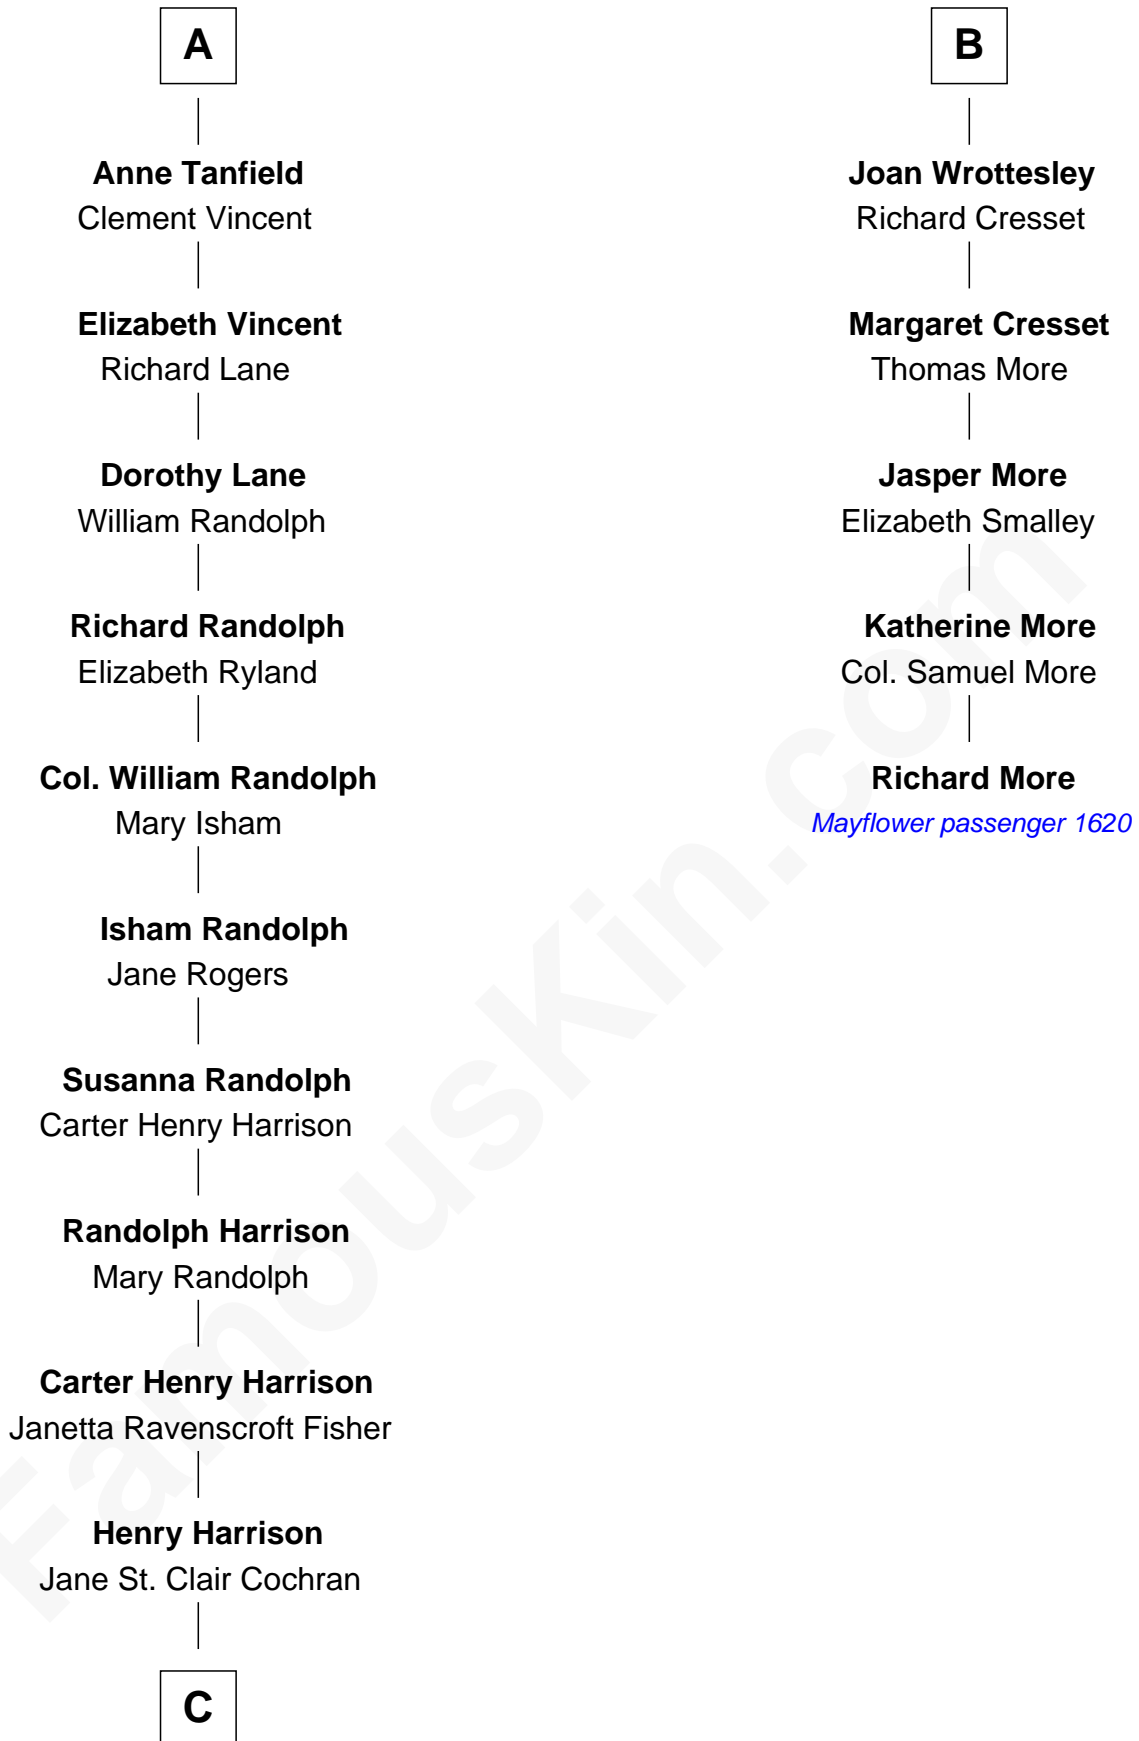 A
Anne Tanfield
Clement Vincent
Elizabeth Vincent
Richard Lane
Dorothy Lane
William Randolph
Richard Randolph
Elizabeth Ryland
Col. William Randolph
Mary Isham
Isham Randolph
Jane Rogers
Susanna Randolph
Carter Henry Harrison
Randolph Harrison
Mary Randolph
Carter Henry Harrison
Janetta Ravenscroft Fisher
Henry Harrison
Jane St. Clair Cochran
C
B
Joan Wrottesley
Richard Cresset
Margaret Cresset
Thomas More
Jasper More
Elizabeth Smalley
Katherine More
Col. Samuel More
Richard More
Mayflower passenger 1620
FamousKin.com